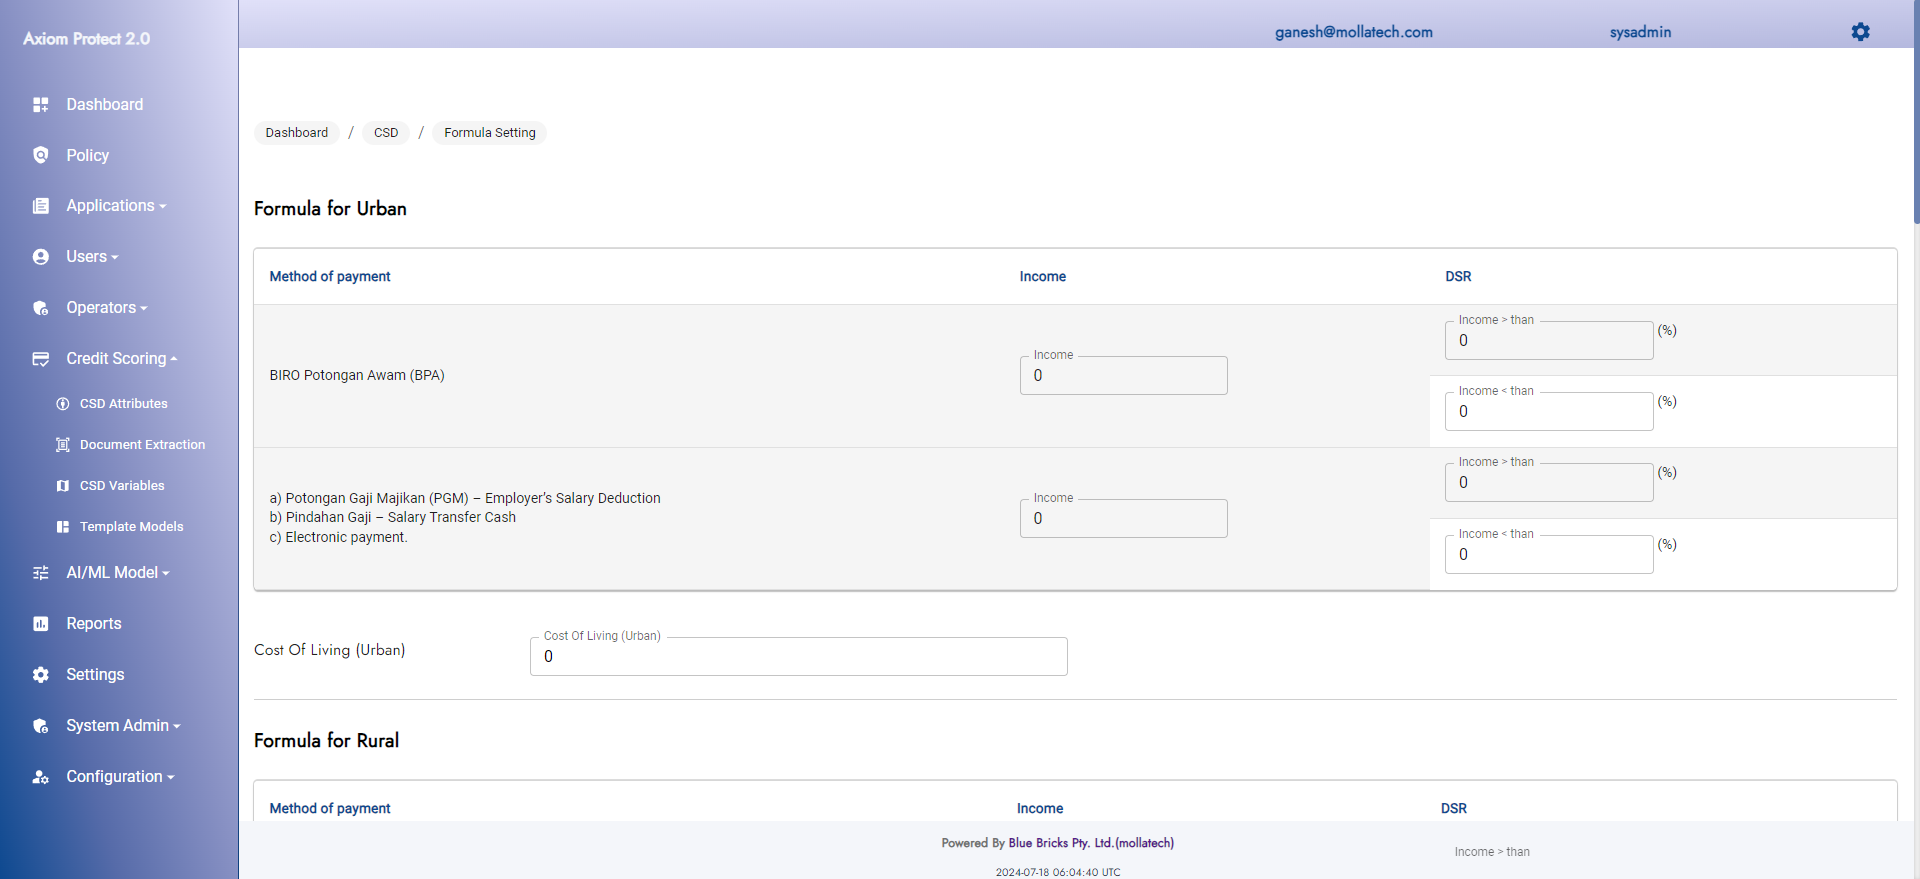 Axiom Protect 2.0
ganesh@mollatech.com
sysadmin
Dashboard
Policy
Applications
Users
Operators
Credit Scoring
CSD Attributes
Document Extraction
CSD Variables
Template Models
AI/ML Model
Reports
Settings
System Admin
Configuration
Dashboard / CSD / Formula Setting
Formula for Urban
Method of payment Income DSR
BIRO Potongan Awam (BPA)
Income
0
Income > than
0 (%)
Income < than
0 (%)
a) Potongan Gaji Majikan (PGM) – Employer's Salary Deduction
b) Pindahan Gaji – Salary Transfer Cash
c) Electronic payment.
Income
0
Income > than
0 (%)
Income < than
0 (%)
Cost Of Living (Urban)
Cost Of Living (Urban)
0
Formula for Rural
Method of payment Income DSR
Income > than
Powered By Blue Bricks Pty. Ltd.(mollatech)
2024-07-18 06:04:40 UTC